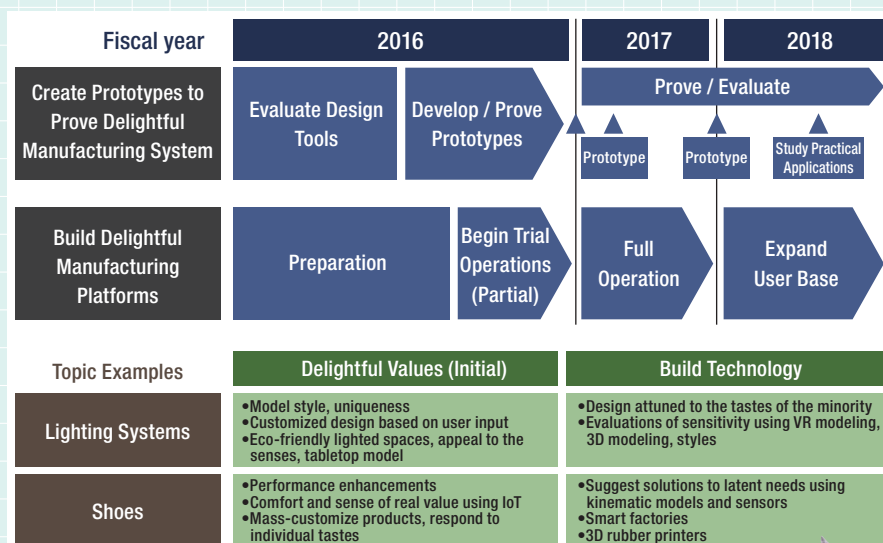 Fiscal year
2016
2017
2018
Create Prototypes to
Prove Delightful
Manufacturing System
Evaluate Design
Tools
Develop / Prove
Prototypes
Prove / Evaluate
Prototype
Prototype
Study Practical
Applications
Build Delightful
Manufacturing
Platforms
Preparation
Begin Trial
Operations
(Partial)
Full
Operation
Expand
User Base
Topic Examples
Delightful Values (Initial)
Build Technology
Lighting Systems
•Model style, uniqueness
•Customized design based on user input
•Eco-friendly lighted spaces, appeal to the
senses, tabletop model
•Design attuned to the tastes of the minority
•Evaluations of sensitivity using VR modeling,
3D modeling, styles
Shoes
•Performance enhancements
•Comfort and sense of real value using IoT
•Mass-customize products, respond to
individual tastes
•Suggest solutions to latent needs using
kinematic models and sensors
•Smart factories
•3D rubber printers